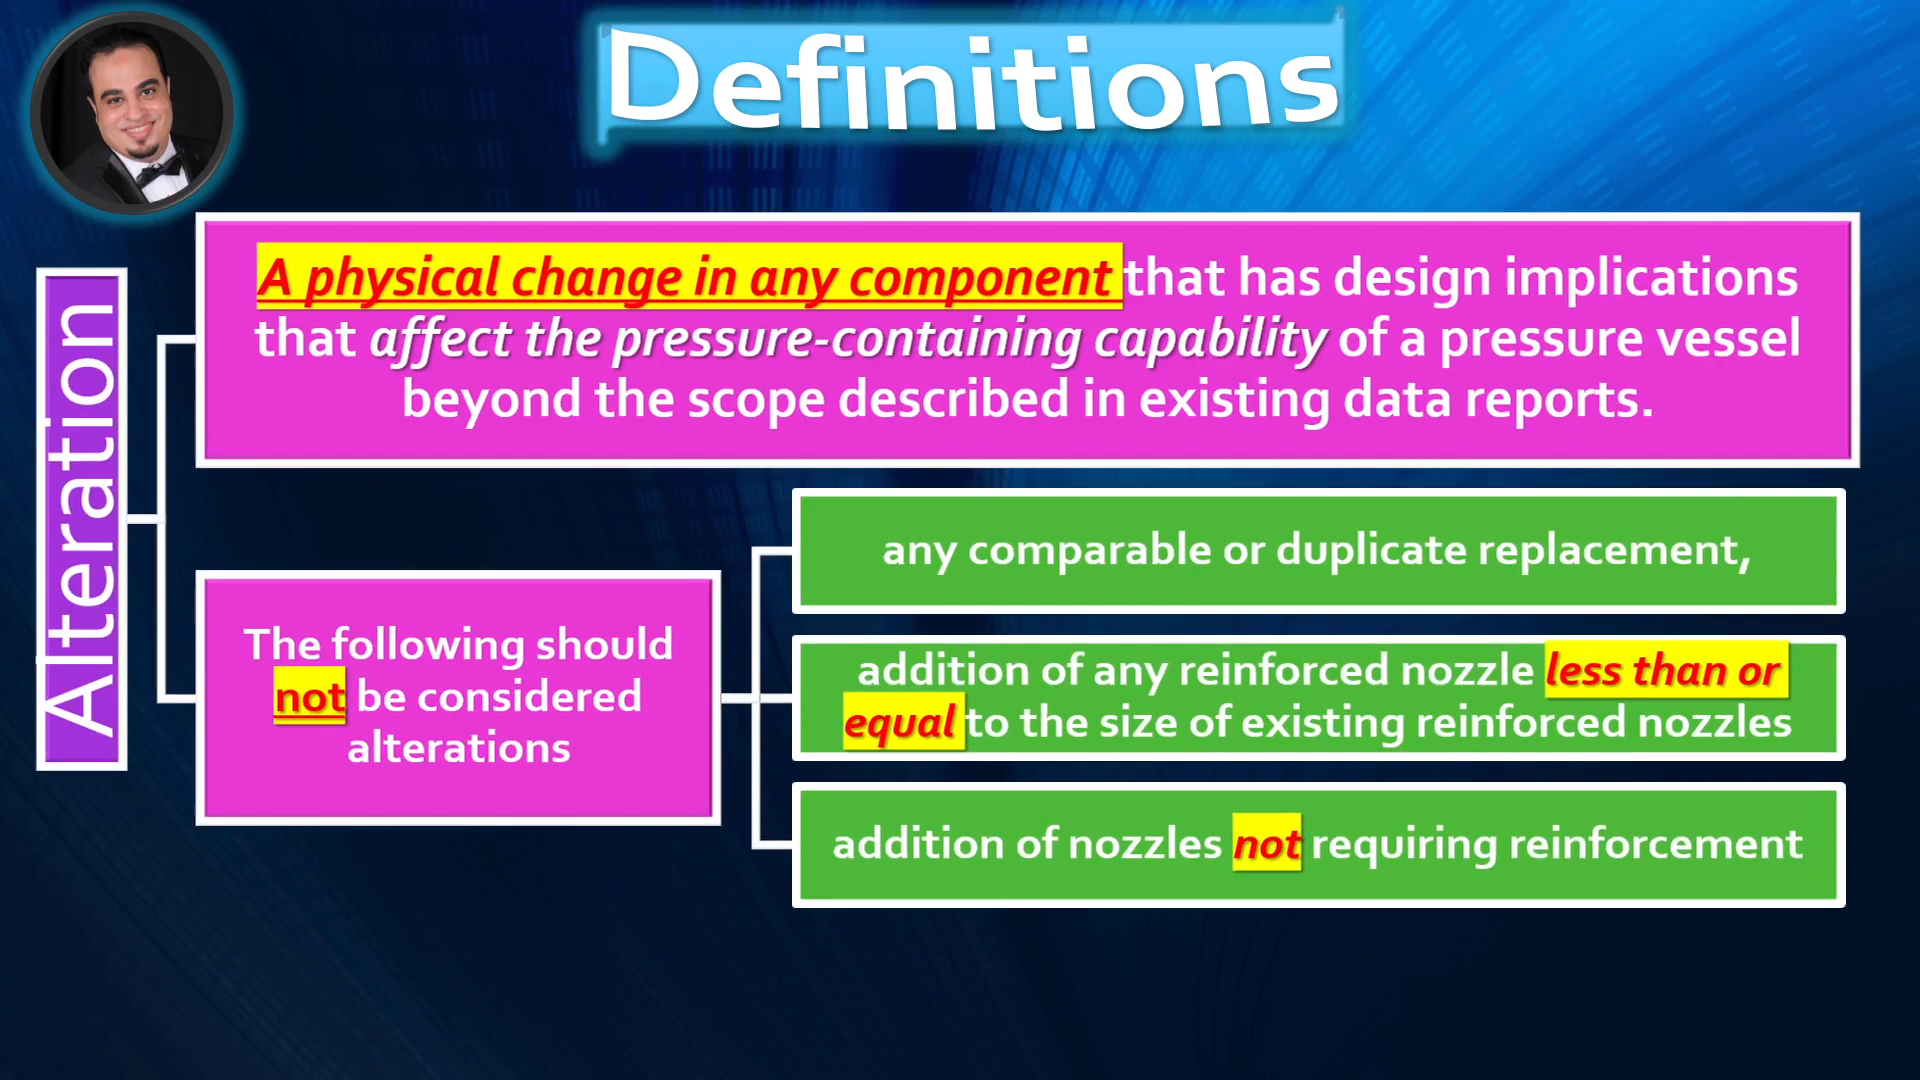 Definitions
Alteration
A physical change in any component that has design implications
that affect the pressure-containing capability of a pressure vessel
beyond the scope described in existing data reports.
The following should
not be considered
alterations
any comparable or duplicate replacement,
addition of any reinforced nozzle less than or
equal to the size of existing reinforced nozzles
addition of nozzles not requiring reinforcement